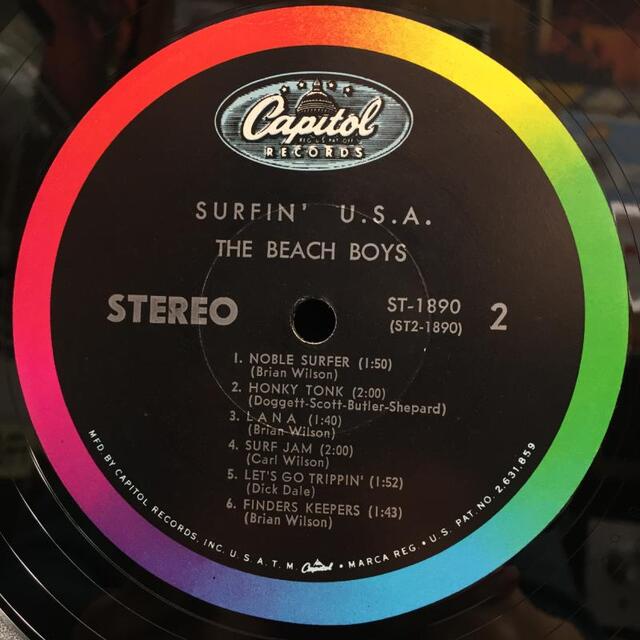 Capitol
REG. U.S. PAT. OFF.
RECORDS
SURFIN' U.S.A.
THE BEACH BOYS
STEREO
ST-1890
(ST2-1890)
2
1. NOBLE SURFER (1:50)
(Brian Wilson)
2. HONKY TONK (2:00)
(Doggett-Scott-Butler-Shepard)
3. LANA (1:40)
(Brian Wilson)
4. SURF JAM (2:00)
(Carl Wilson)
5. LET'S GO TRIPPIN' (1:52)
(Dick Dale)
6. FINDERS KEEPERS (1:43)
(Brian Wilson)
MFD. BY CAPITOL RECORDS, INC. U.S.A. T.M. Capitol • MARCA REG. • U.S. PAT. NO. 2,631,859